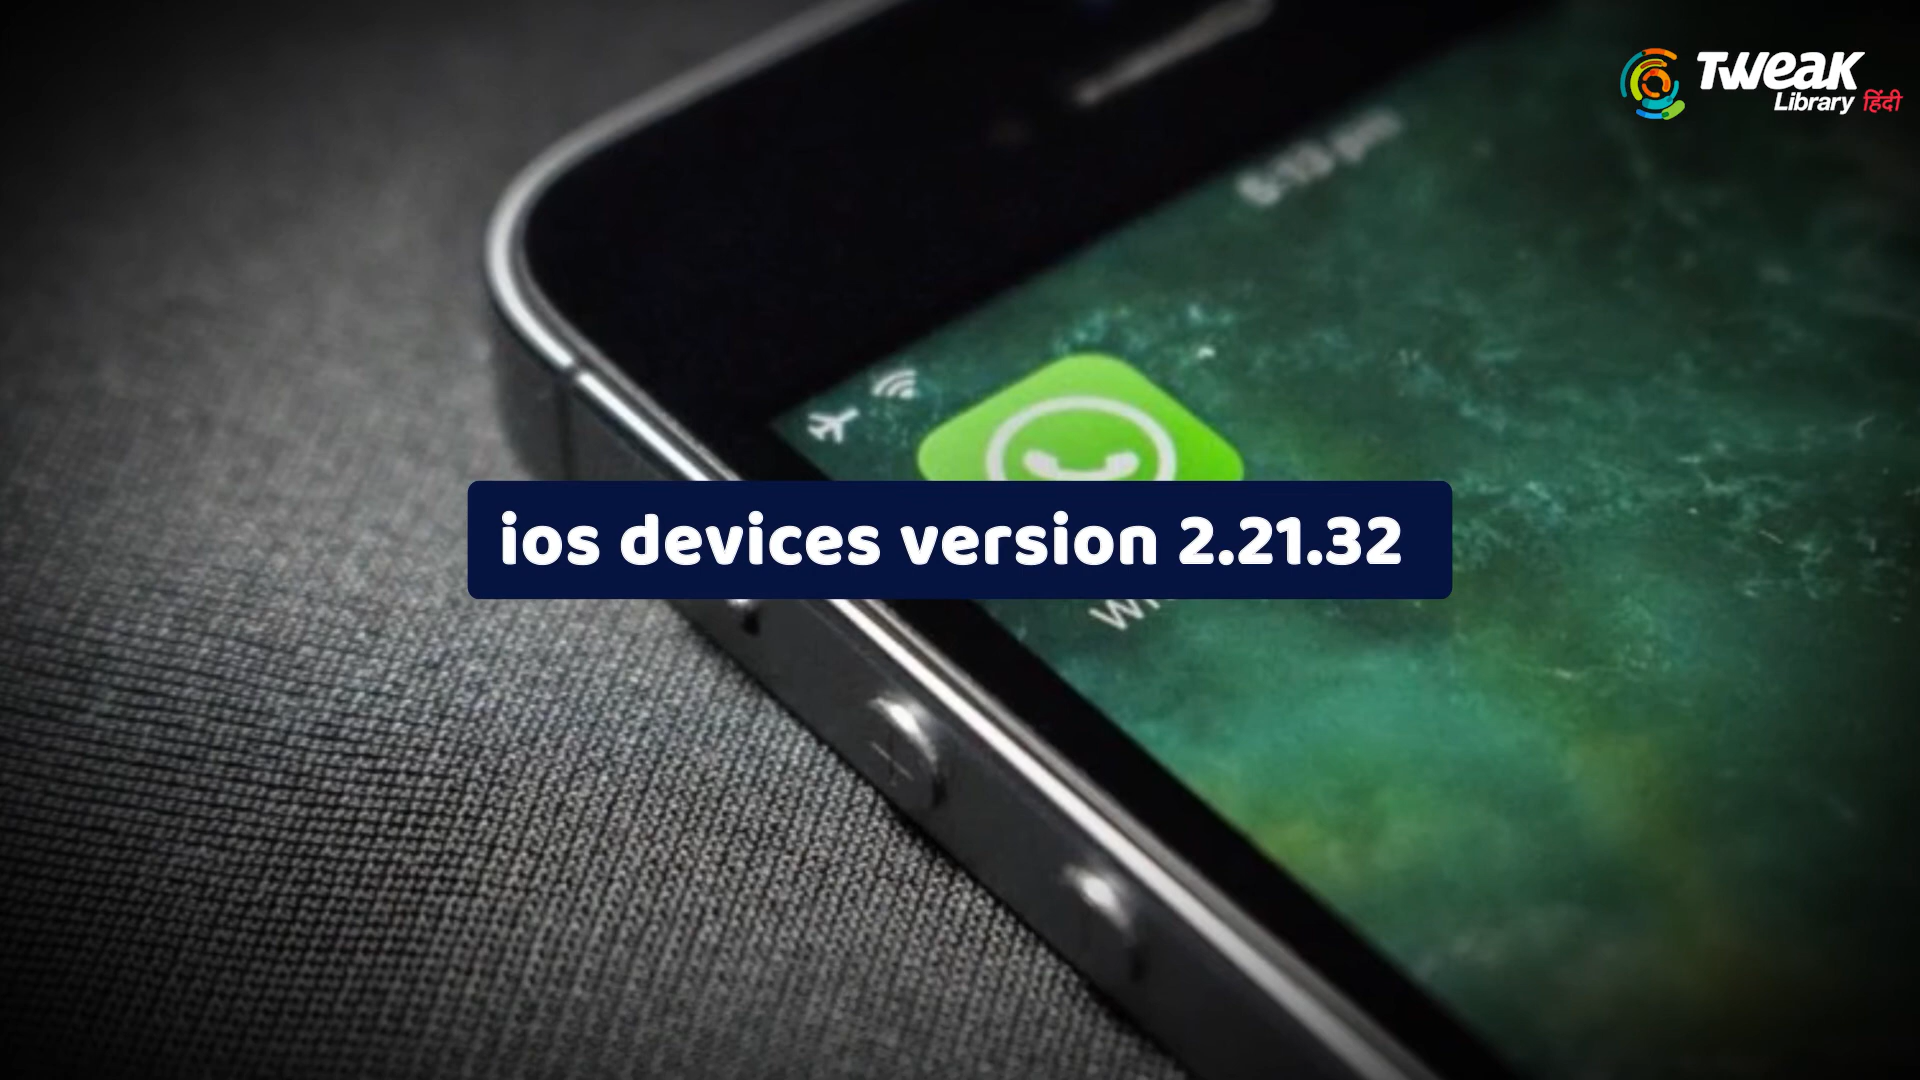 TWEAK
Library हिंदी
ios devices version 2.21.32